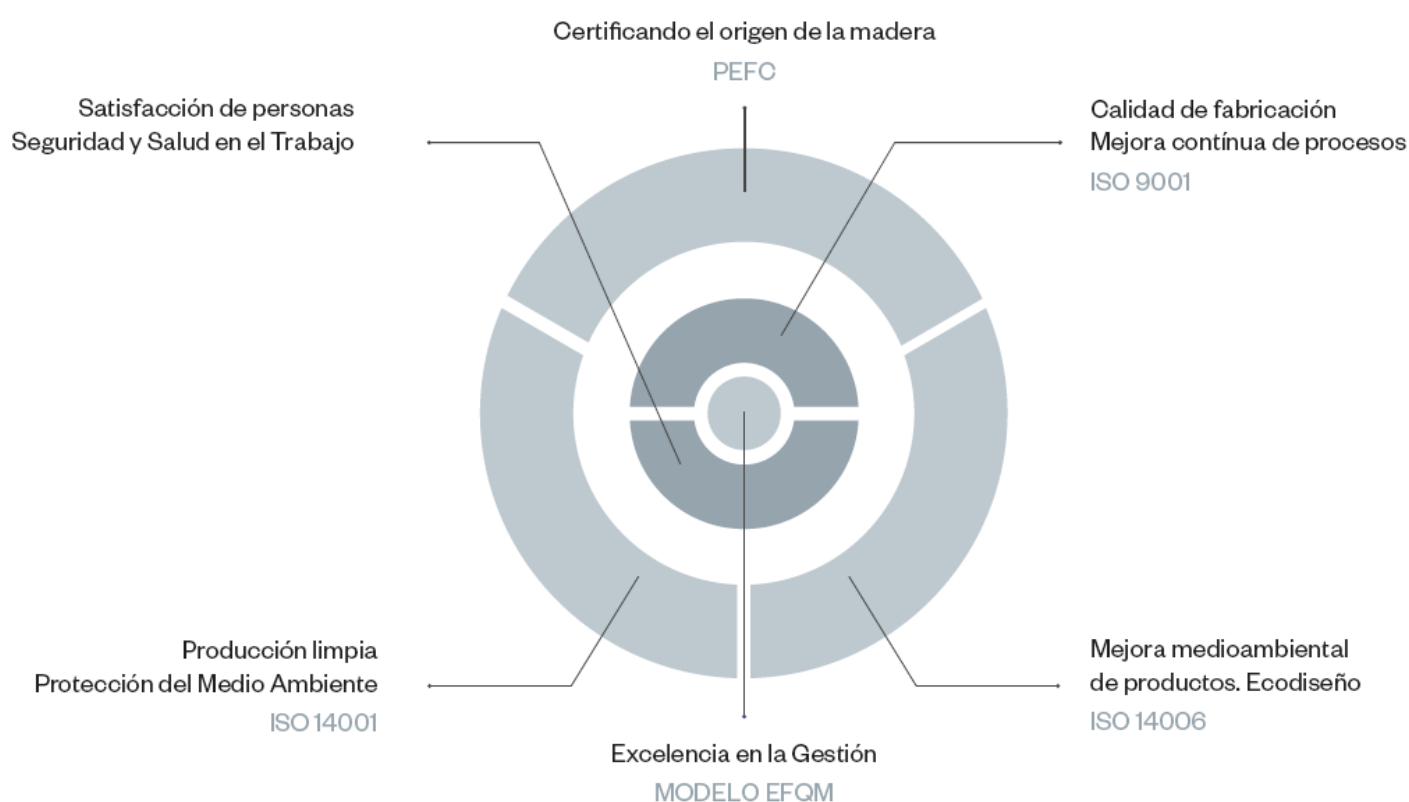 Certificando el origen de la madera
PEFC
Satisfacción de personas
Seguridad y Salud en el Trabajo
Calidad de fabricación
Mejora contínua de procesos
ISO 9001
Producción limpia
Protección del Medio Ambiente
ISO 14001
Mejora medioambiental
de productos. Ecodiseño
ISO 14006
Excelencia en la Gestión
MODELO EFQM